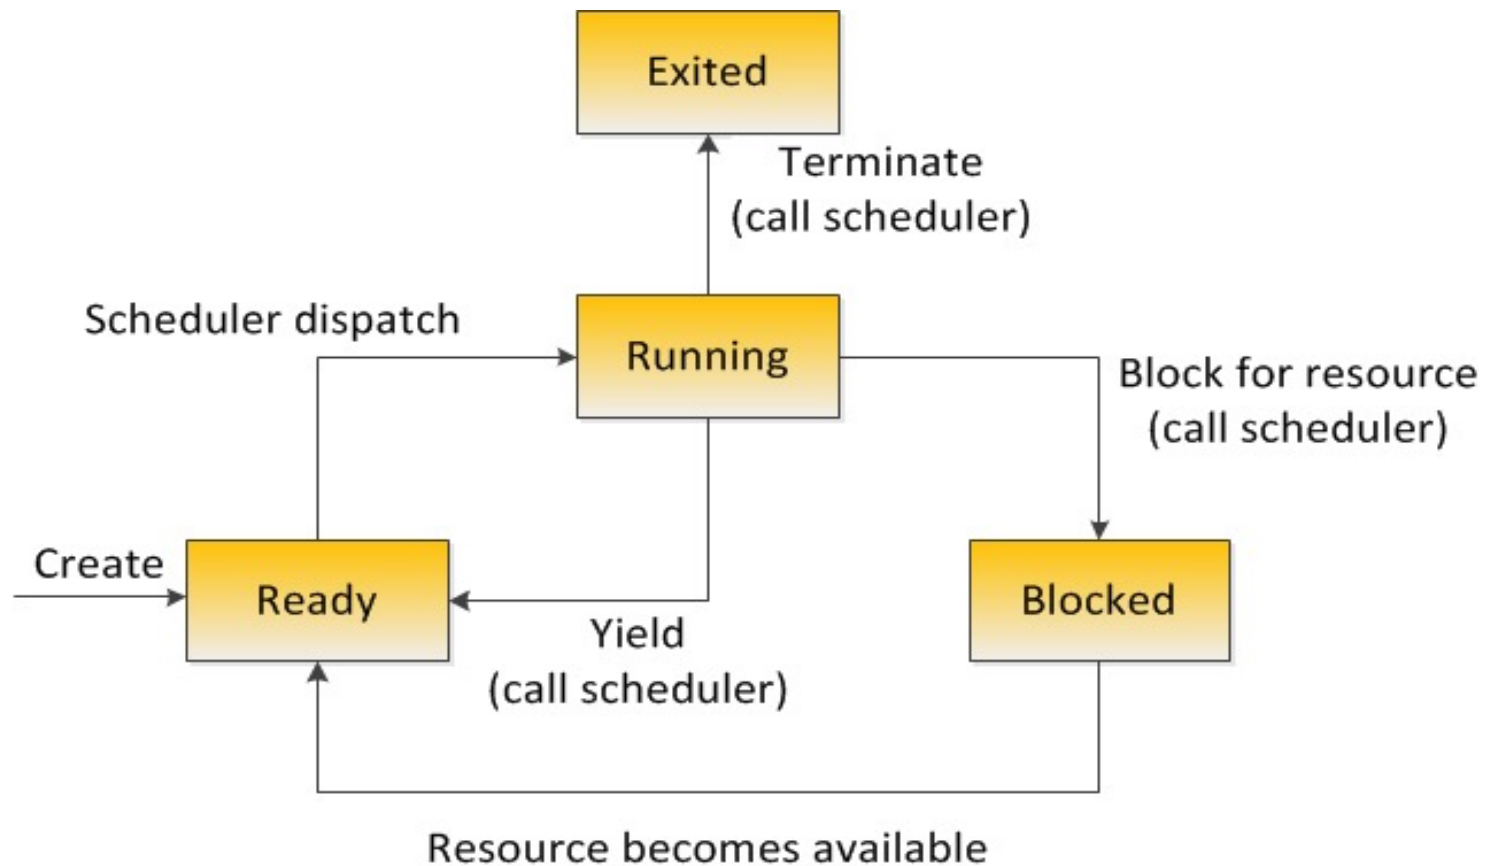 Exited
Terminate
(call scheduler)
Scheduler dispatch
Running
Block for resource
(call scheduler)
Create
Ready
Blocked
Yield
(call scheduler)
Resource becomes available